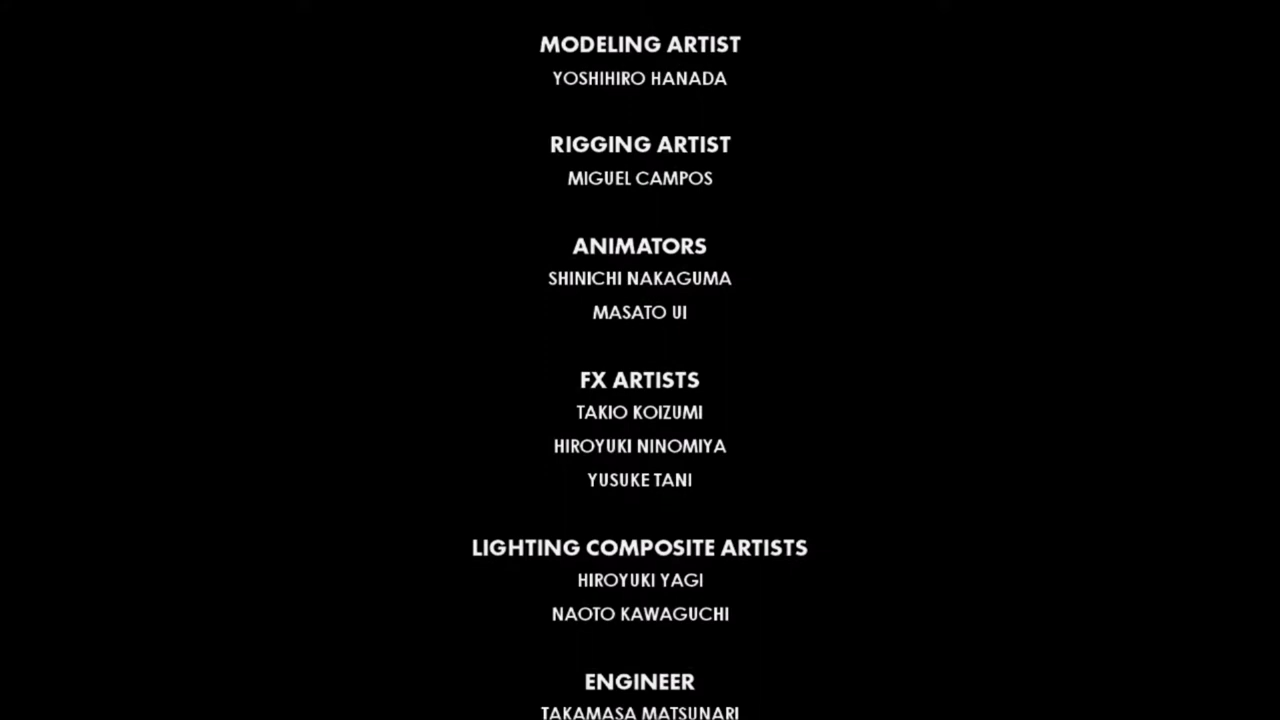 MODELING ARTIST
YOSHIHIRO HANADA
RIGGING ARTIST
MIGUEL CAMPOS
ANIMATORS
SHINICHI NAKAGUMA
MASATO UI
FX ARTISTS
TAKIO KOIZUMI
HIROYUKI NINOMIYA
YUSUKE TANI
LIGHTING COMPOSITE ARTISTS
HIROYUKI YAGI
NAOTO KAWAGUCHI
ENGINEER
TAKAMASA MATSUNARI